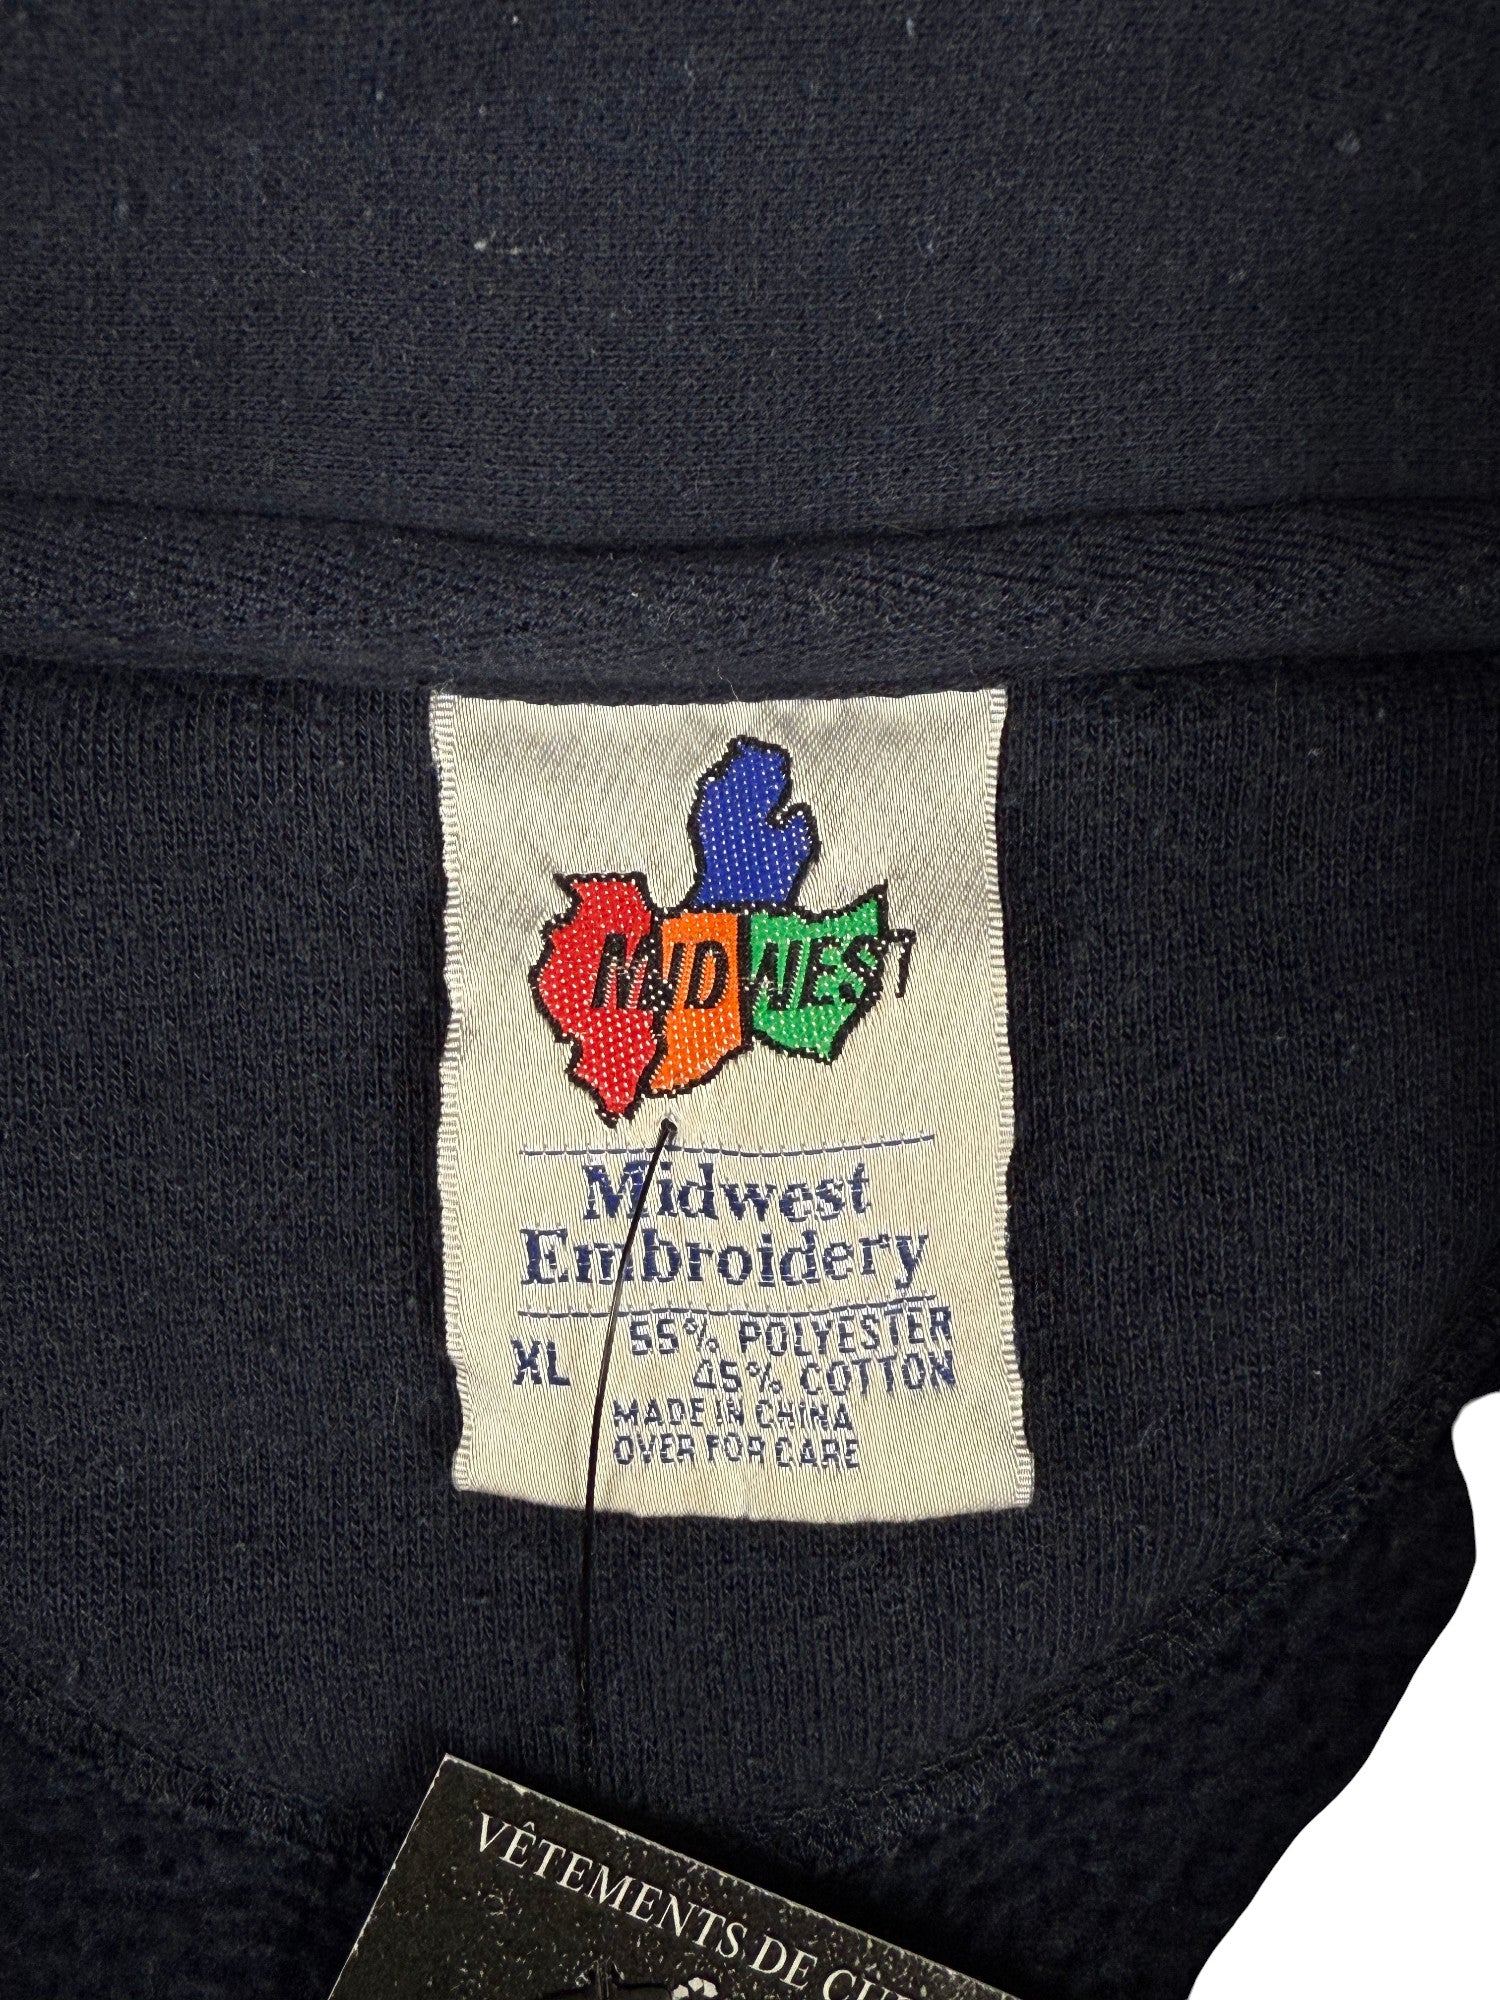 MIDWEST
Midwest
Embroidery
XL 55% POLYESTER
45% COTTON
MADE IN CHINA
OVER FOR CARE
VÊTEMENTS DE